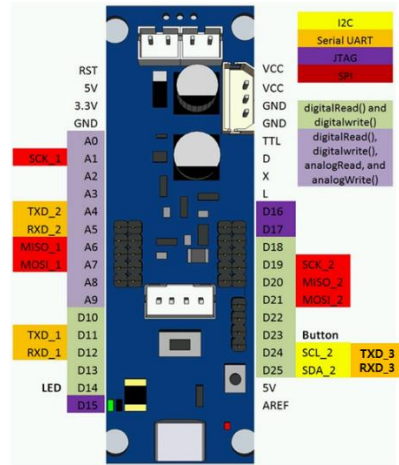 I2C
Serial UART
JTAG
SPI
digitalRead() and
digitalwrite()
digitalRead(),
digitalwrite(),
analogRead, and
analogWrite()
RST
5V
3.3V
GND
A0
SCK_1 A1
A2
A3
TXD_2 A4
RXD_2 A5
MISO_1 A6
MOSI_1 A7
A8
A9
D10
TXD_1 D11
RXD_1 D12
D13
LED D14
D15
VCC
VCC
GND
GND
TTL
D
X
L
D16
D17
D18
D19 SCK_2
D20 MISO_2
D21 MOSI_2
D22
D23 Button
D24 SCL_2 TXD_3
D25 SDA_2 RXD_3
5V
AREF